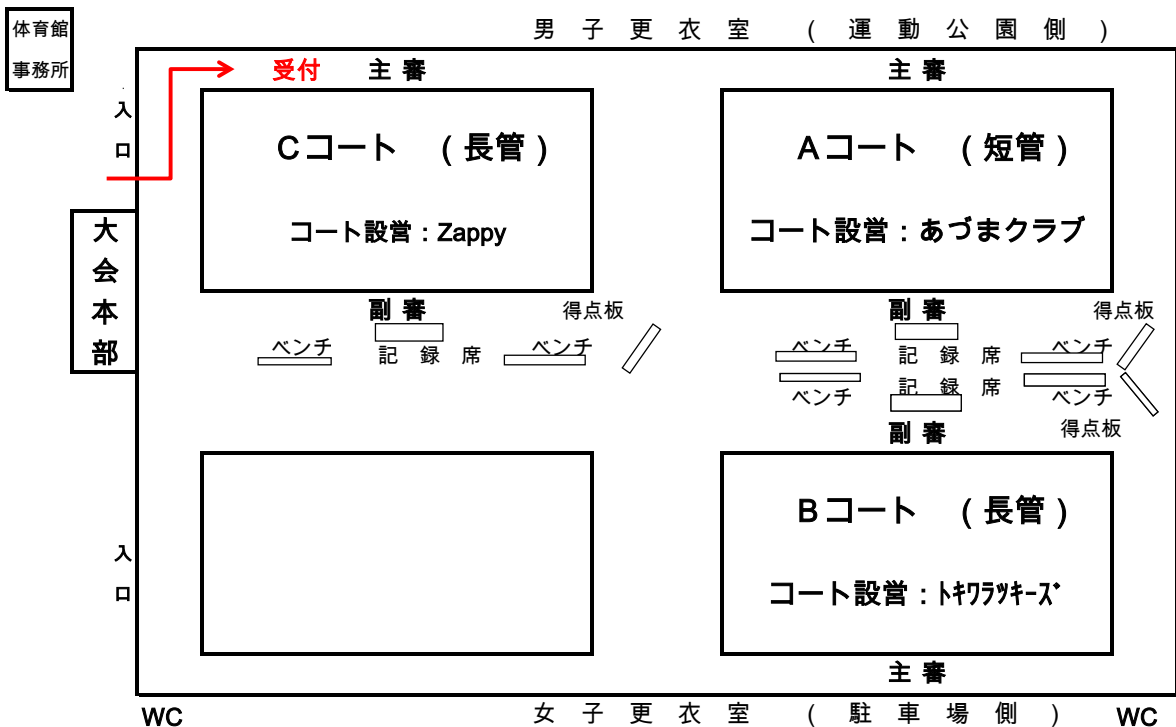 体育館
事務所
男子更衣室 (運動公園側)
入口
受付 主審
主審
Cコート (長管)
コート設営：Zappy
Aコート (短管)
コート設営：あづまクラブ
大会本部
副審
得点板
ベンチ
記録席
ベンチ
副審
得点板
ベンチ
記録席
ベンチ
ベンチ
記録席
ベンチ
副審
得点板
Bコート (長管)
コート設営：ﾄｷﾜﾗﾂｷｰｽﾞ
入口
主審
WC
女子更衣室 (駐車場側)
WC